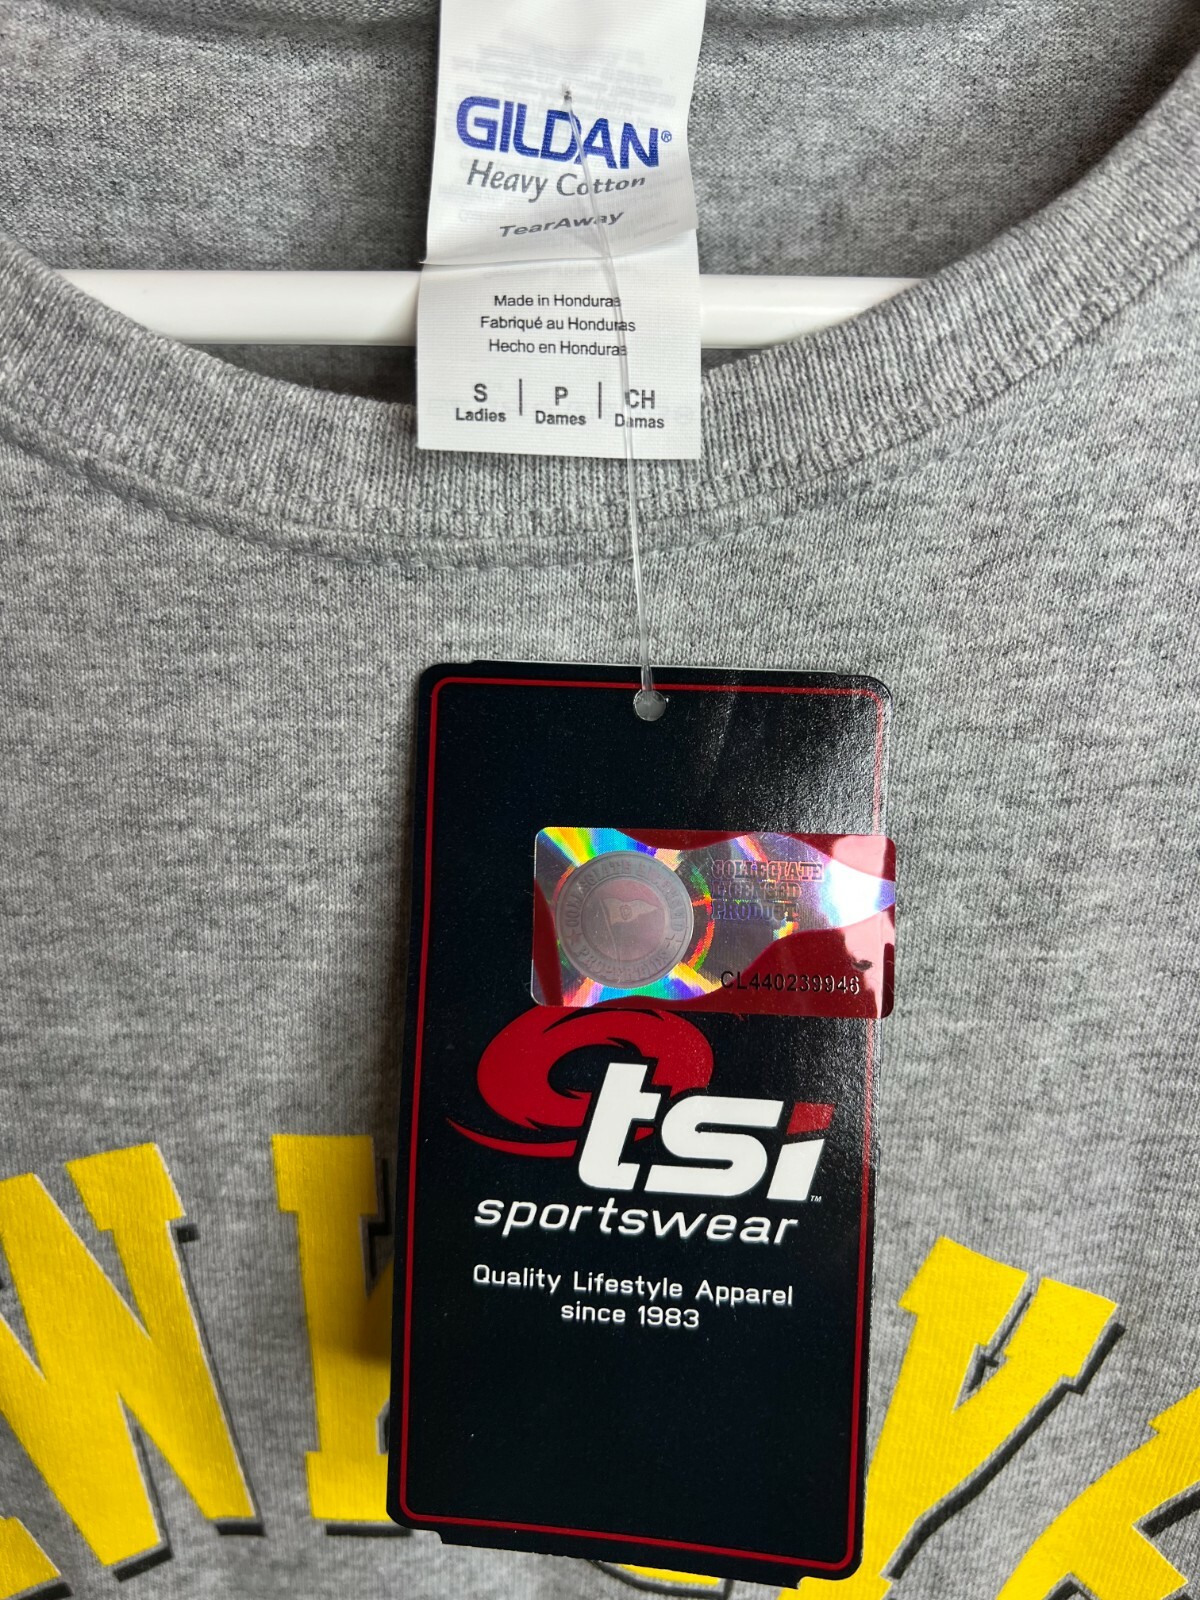 GILDAN®
Heavy Cotton
TearAway
Made in Honduras
Fabriqué au Honduras
Hecho en Honduras
S | P | CH
Ladies Dames Damas
COLLEGIATE
LICENSED
PRODUCT
CL440239946
tsi™
sportswear
Quality Lifestyle Apparel
since 1983